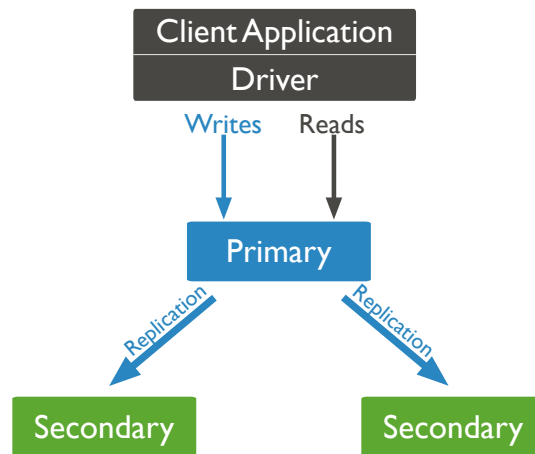 Client Application
Driver
Writes Reads
Primary
Replication Replication
Secondary Secondary